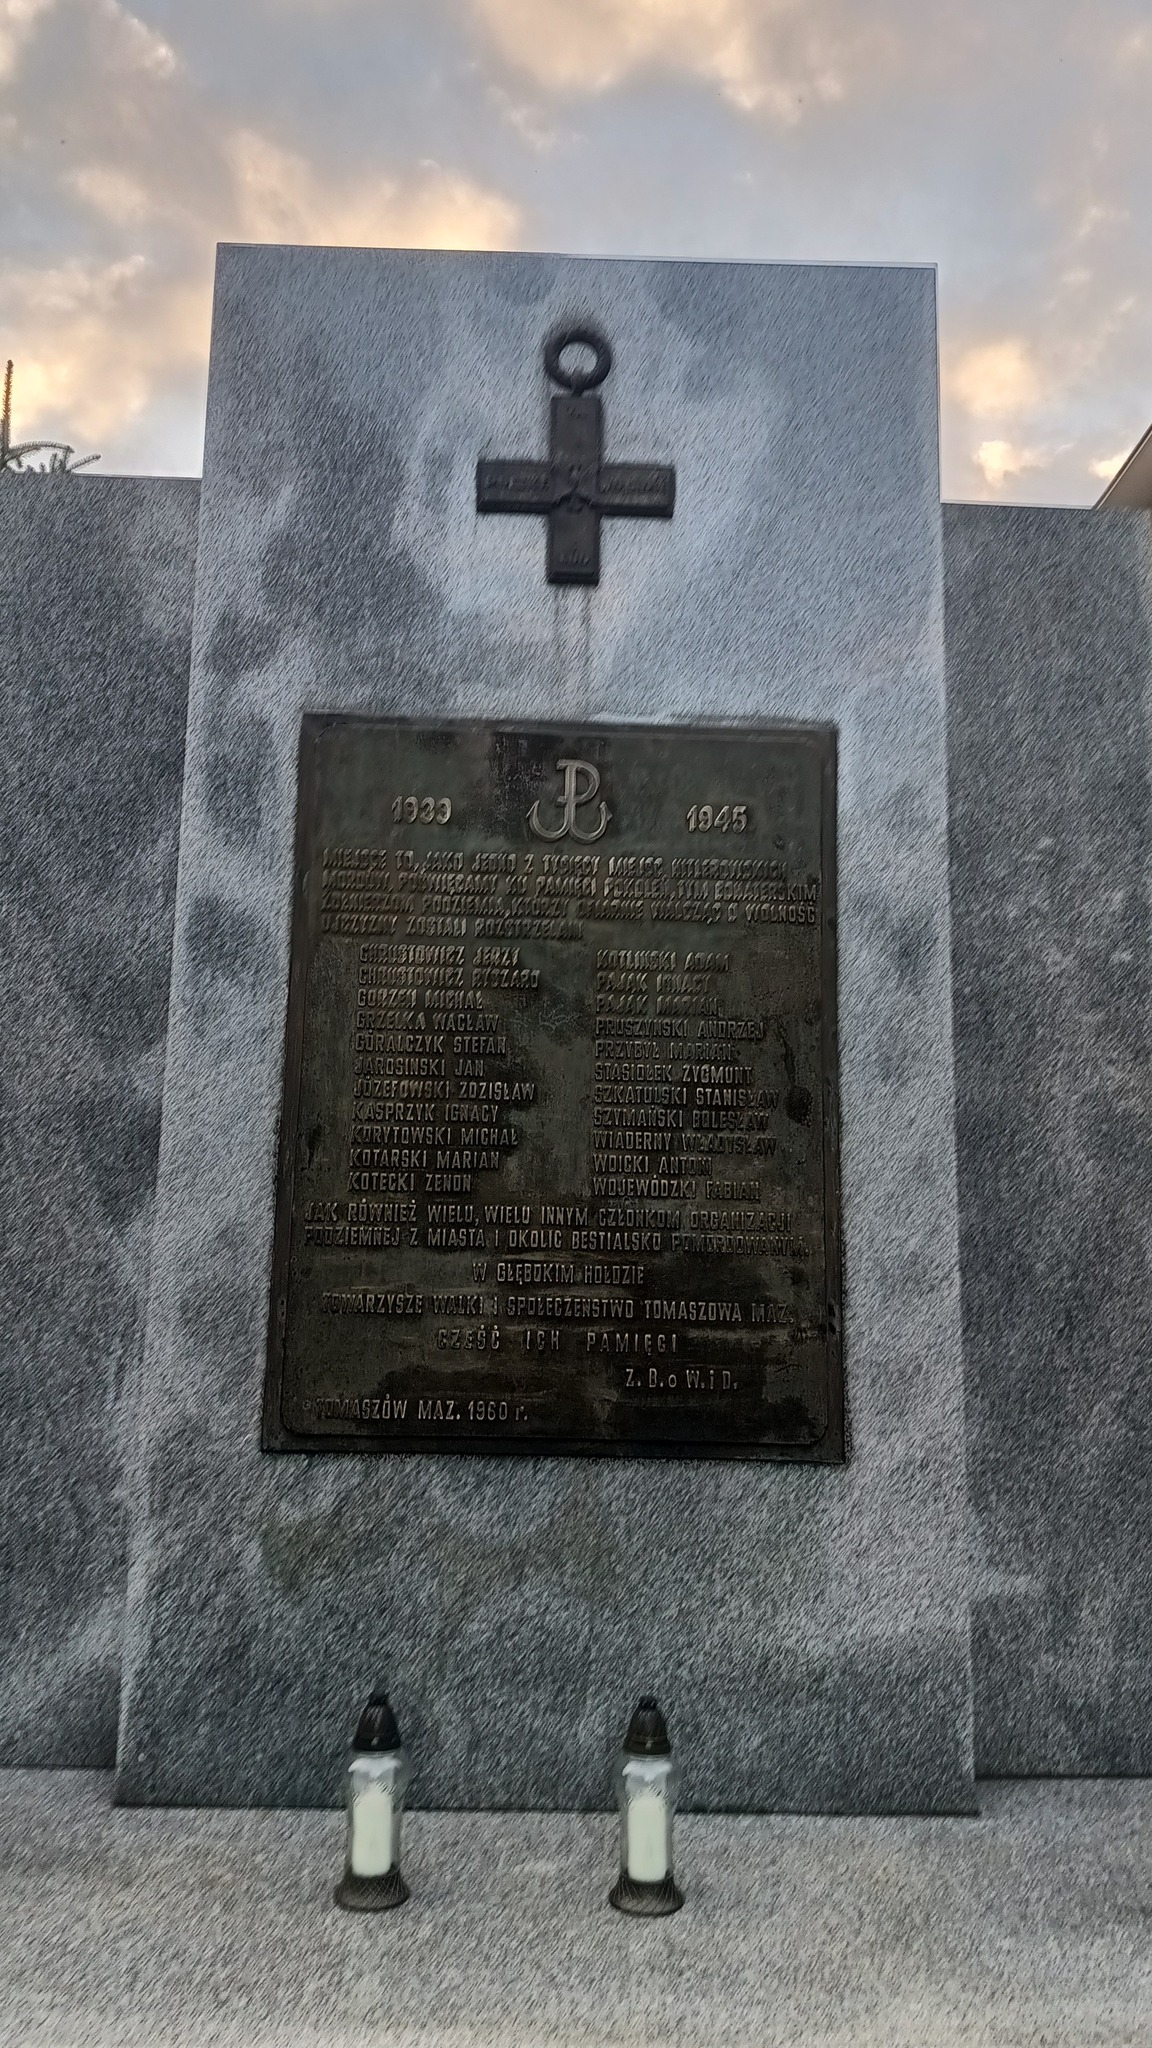 1939 1945
MIEJSCE TO, JAKO JEDNO Z TYSIĘCY MIEJSC HITLEROWSKICH
MORDÓW, POŚWIĘCAMY KU PAMIĘCI POKOLEŃ, TYM BOHATERSKIM
ŻOŁNIERZOM PODZIEMIA, KTÓRZY OFIARNIE WALCZĄC O WOLNOŚĆ
OJCZYZNY ZOSTALI ROZSTRZELANI
CHRUSTOWICZ JERZY
CHRUSTOWICZ RYSZARD
GORZEŃ MICHAŁ
GRZELKA WACŁAW
GÓRALCZYK STEFAN
JAROSIŃSKI JAN
JÓZEFOWSKI ZDZISŁAW
KASPRZYK IGNACY
KORYTOWSKI MICHAŁ
KOTARSKI MARIAN
KOTECKI ZENON
KOTLIŃSKI ADAM
PAJĄK IGNACY
PAJĄK MARIAN
PRUSZYŃSKI ANDRZEJ
PRZYBYŁ MARIAN
STASIOŁEK ZYGMUNT
SZKATULSKI STANISŁAW
SZYMAŃSKI BOLESŁAW
WIADERNY WŁADYSŁAW
WOICKI ANTONI
WOJEWÓDZKI FABIAN
JAK RÓWNIEŻ WIELU, WIELU INNYM CZŁONKOM ORGANIZACJI
PODZIEMNEJ Z MIASTA I OKOLIC BESTIALSKO POMORDOWANYM.
W GŁĘBOKIM HOŁDZIE
TOWARZYSZE WALKI I SPOŁECZEŃSTWO TOMASZOWA MAZ.
CZEŚĆ ICH PAMIĘCI
Z.B.o W.i D.
TOMASZÓW MAZ. 1960 r.